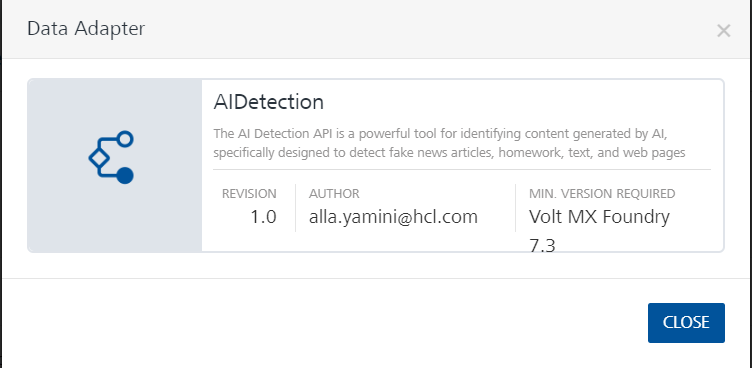 Data Adapter
AIDetection
The AI Detection API is a powerful tool for identifying content generated by AI,
specifically designed to detect fake news articles, homework, text, and web pages
REVISION AUTHOR MIN. VERSION REQUIRED
1.0 alla.yamini@hcl.com Volt MX Foundry
7.3
CLOSE